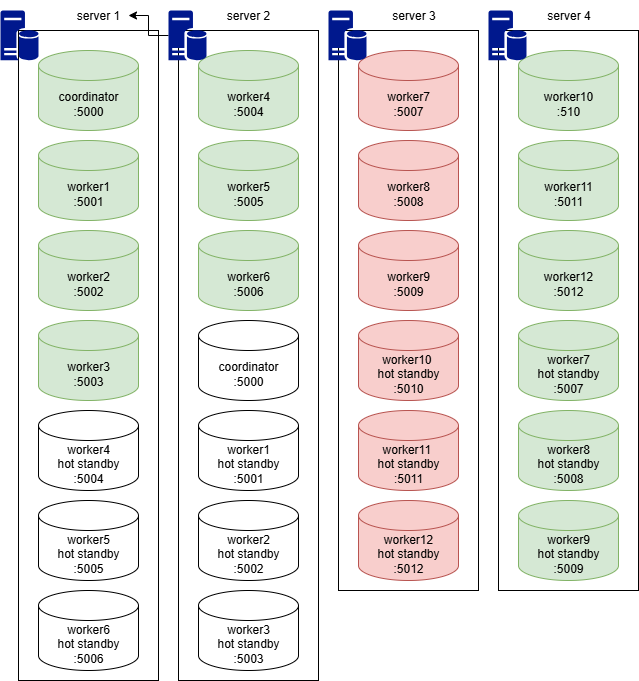 server 1
server 2
server 3
server 4
coordinator
:5000
worker1
:5001
worker2
:5002
worker3
:5003
worker4
hot standby
:5004
worker5
hot standby
:5005
worker6
hot standby
:5006
worker4
:5004
worker5
:5005
worker6
:5006
coordinator
:5000
worker1
hot standby
:5001
worker2
hot standby
:5002
worker3
hot standby
:5003
worker7
:5007
worker8
:5008
worker9
:5009
worker10
hot standby
:5010
worker11
hot standby
:5011
worker12
hot standby
:5012
worker10
:510
worker11
:5011
worker12
:5012
worker7
hot standby
:5007
worker8
hot standby
:5008
worker9
hot standby
:5009